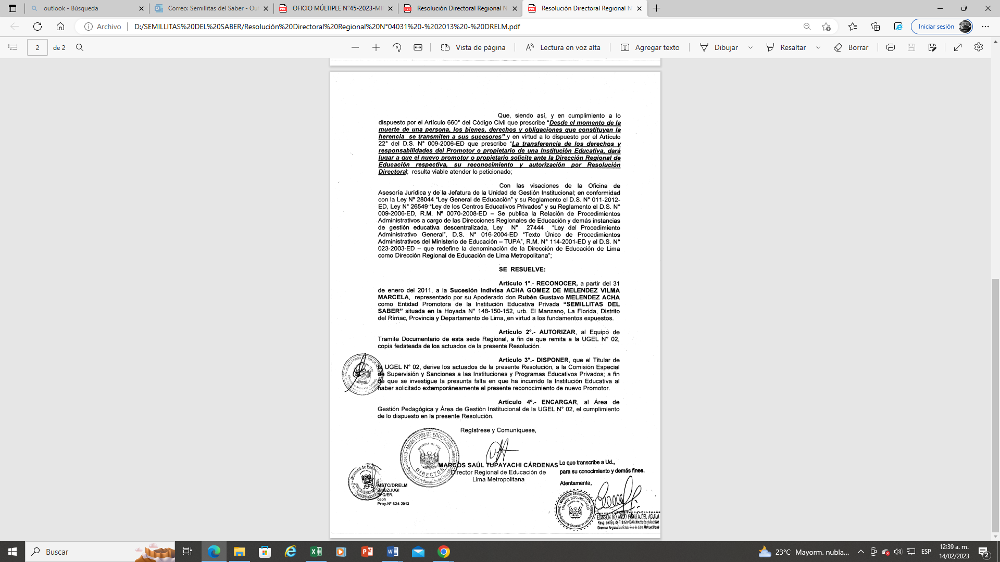 outlook - Búsqueda
Correo: Semillitas del Saber - Ou
OFICIO MÚLTIPLE N°45-2023-MI
Resolución Directoral Regional N
Resolución Directoral Regional N
Archivo
D:/SEMILLITAS%20DEL%20SABER/Resolución%20Directoral%20Regional%20N°04031%20-%202013%20-%20DRELM.pdf
Iniciar sesión
2 de 2
Vista de página
Lectura en voz alta
Agregar texto
Dibujar
Resaltar
Borrar
Que, siendo así, y en cumplimiento a lo
dispuesto por el Artículo 660° del Código Civil que prescribe “Desde el momento de la
muerte de una persona, los bienes, derechos y obligaciones que constituyen la
herencia se transmiten a sus sucesores” y en virtud a lo dispuesto por el Artículo
22° del D.S. N° 009-2006-ED que prescribe “La transferencia de los derechos y
responsabilidades del Promotor o propietario de una Institución Educativa, dará
lugar a que el nuevo promotor o propietario solicite ante la Dirección Regional de
Educación respectiva, su reconocimiento y autorización por Resolución
Directoral; resulta viable atender lo peticionado;
Con las visaciones de la Oficina de
Asesoría Jurídica y de la Jefatura de la Unidad de Gestión Institucional; en conformidad
con la Ley Nº 28044 “Ley General de Educación” y su Reglamento el D.S. N° 011-2012-
ED, Ley N° 26549 “Ley de los Centros Educativos Privados” y su Reglamento el D.S. N°
009-2006-ED, R.M. Nº 0070-2008-ED – Se publica la Relación de Procedimientos
Administrativos a cargo de las Direcciones Regionales de Educación y demás instancias
de gestión educativa descentralizada, Ley N° 27444 “Ley del Procedimiento
Administrativo General”, D.S. N° 016-2004-ED “Texto Único de Procedimientos
Administrativos del Ministerio de Educación – TUPA”, R.M. N° 114-2001-ED y el D.S. N°
023-2003-ED – que redefine la denominación de la Dirección de Educación de Lima
como Dirección Regional de Educación de Lima Metropolitana”;
SE RESUELVE:
Artículo 1°.- RECONOCER, a partir del 31
de enero del 2011, a la Sucesión Indivisa ACHA GOMEZ DE MELENDEZ VILMA
MARCELA, representado por su Apoderado don Rubén Gustavo MELENDEZ ACHA
como Entidad Promotora de la Institución Educativa Privada “SEMILLITAS DEL
SABER” situada en la Hoyada N° 148-150-152, urb. El Manzano, La Florida, Distrito
del Rímac, Provincia y Departamento de Lima, en virtud a los fundamentos expuestos.
Artículo 2°.- AUTORIZAR, al Equipo de
Tramite Documentario de esta sede Regional, a fin de que remita a la UGEL N° 02,
copia fedateada de los actuados de la presente Resolución.
Artículo 3°.- DISPONER, que el Titular de
UGEL N° 02, derive los actuados de la presente Resolución, a la Comisión Especial
de Supervisión y Sanciones a las Instituciones y Programas Educativos Privados; a fin
de que se investigue la presunta falta en que ha incurrido la Institución Educativa al
haber solicitado extemporáneamente el presente reconocimiento de nuevo Promotor.
Artículo 4º.- ENCARGAR, al Área de
Gestión Pedagógica y Área de Gestión Institucional de la UGEL N° 02, el cumplimiento
de lo dispuesto en la presente Resolución.
Regístrese y Comuníquese,
MINISTERIO DE EDUCACIÓN
REPUBLICA DEL PERU
DIRECTOR
MARCOS SAÚL TUPAYACHI CÁRDENAS
Director Regional de Educación de
Lima Metropolitana
Lo que transcribe a Ud.,
para su conocimiento y demás fines.
Atentamente,
JEFE
MSTC/DRELM
ceph
Proy.Nº 624-2013
MINISTERIO DE EDUCACION
TRAMITE DOCUMENTARIO
EDINSON ROLANDO PADILLA DEL AGUILA
Resp. del Eq. de Trámite Documentario y Archivo
Dirección Regional de Educación de Lima Metropolitana
Buscar
23°C Mayorm. nubla...
ESP
12:39 a. m.
14/02/2023
2